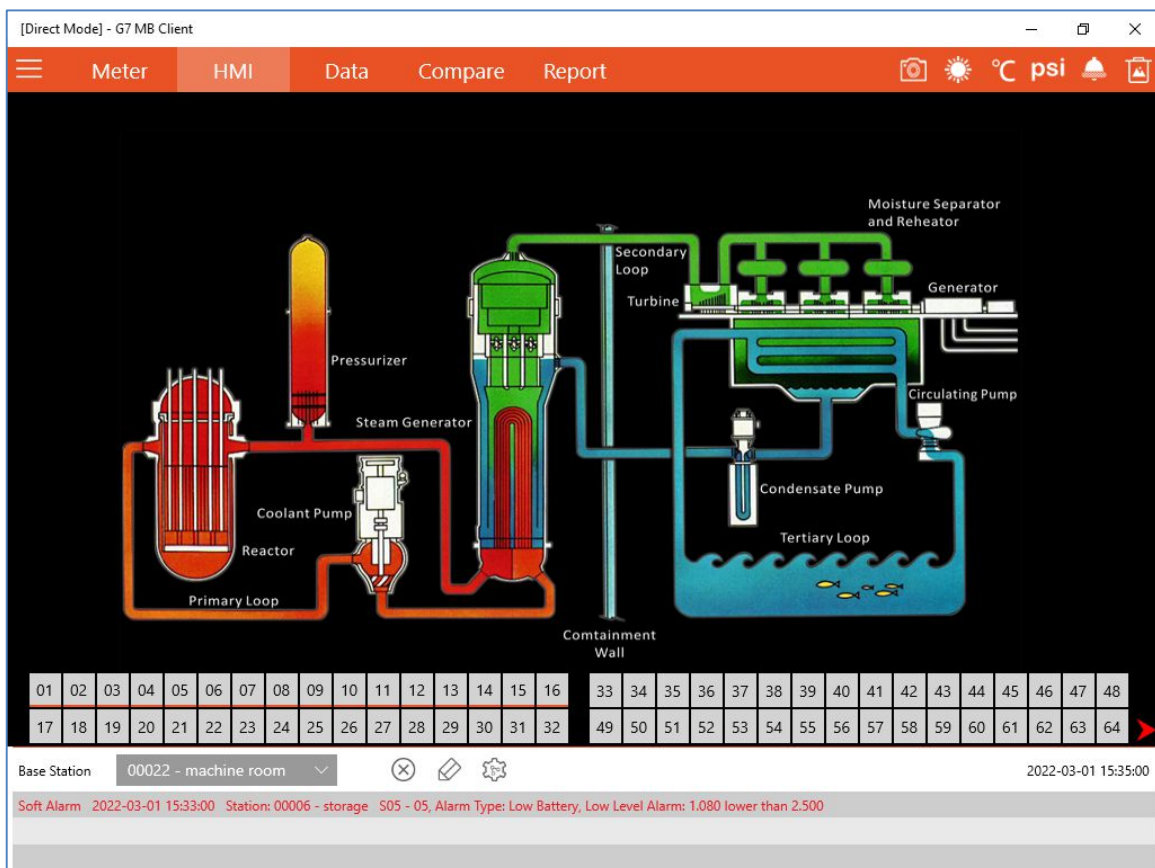 [Direct Mode] - G7 MB Client
Meter HMI Data Compare Report ℃ psi
Moisture Separator
and Reheator
Secondary
Loop
Generator
Turbine
Pressurizer
Circulating Pump
Steam Generator
Condensate Pump
Coolant Pump
Tertiary Loop
Reactor
Primary Loop
Comtainment
Wall
01 02 03 04 05 06 07 08 09 10 11 12 13 14 15 16 33 34 35 36 37 38 39 40 41 42 43 44 45 46 47 48
17 18 19 20 21 22 23 24 25 26 27 28 29 30 31 32 49 50 51 52 53 54 55 56 57 58 59 60 61 62 63 64
Base Station 00022 - machine room 2022-03-01 15:35:00
Soft Alarm 2022-03-01 15:33:00 Station: 00006 - storage S05 - 05, Alarm Type: Low Battery, Low Level Alarm: 1.080 lower than 2.500